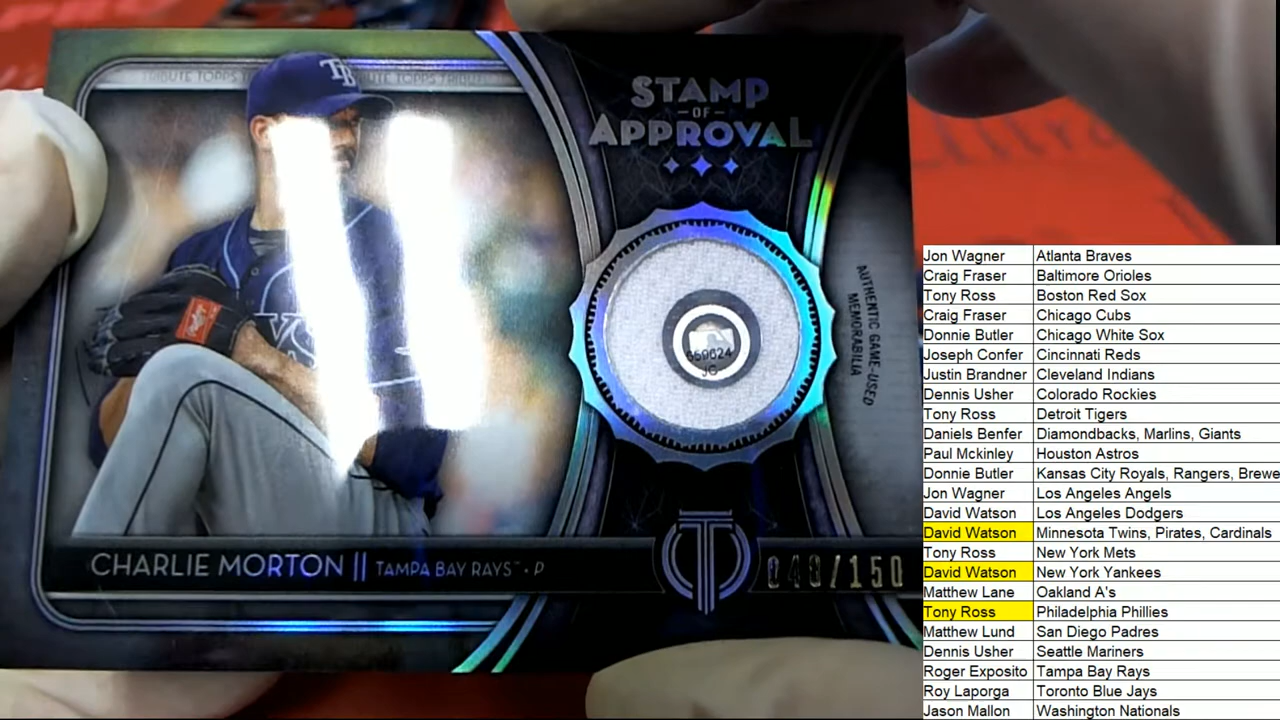 TRIBUTE TOPPS
TB
STAMP
OF
APPROVAL
AUTHENTIC GAME-USED
MEMORABILIA
CHARLIE MORTON || TAMPA BAY RAYS™ • P
/150
Jon Wagner Atlanta Braves
Craig Fraser Baltimore Orioles
Tony Ross Boston Red Sox
Craig Fraser Chicago Cubs
Donnie Butler Chicago White Sox
Joseph Confer Cincinnati Reds
Justin Brandner Cleveland Indians
Dennis Usher Colorado Rockies
Tony Ross Detroit Tigers
Daniels Benfer Diamondbacks, Marlins, Giants
Paul Mckinley Houston Astros
Donnie Butler Kansas City Royals, Rangers, Brewe
Jon Wagner Los Angeles Angels
David Watson Los Angeles Dodgers
David Watson Minnesota Twins, Pirates, Cardinals
Tony Ross New York Mets
David Watson New York Yankees
Matthew Lane Oakland A's
Tony Ross Philadelphia Phillies
Matthew Lund San Diego Padres
Dennis Usher Seattle Mariners
Roger Exposito Tampa Bay Rays
Roy Laporga Toronto Blue Jays
Jason Mallon Washington Nationals